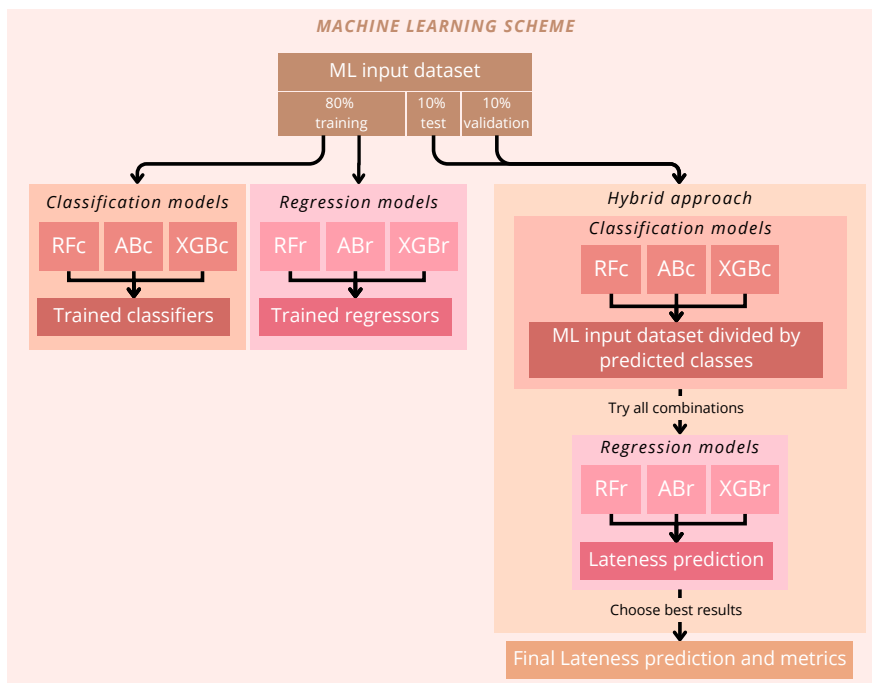 MACHINE LEARNING SCHEME
ML input dataset
80%
training
10%
test
10%
validation
Classification models
RFc ABc XGBc
Trained classifiers
Regression models
RFr ABr XGBr
Trained regressors
Hybrid approach
Classification models
RFc ABc XGBc
ML input dataset divided by
predicted classes
Try all combinations
Regression models
RFr ABr XGBr
Lateness prediction
Choose best results
Final Lateness prediction and metrics